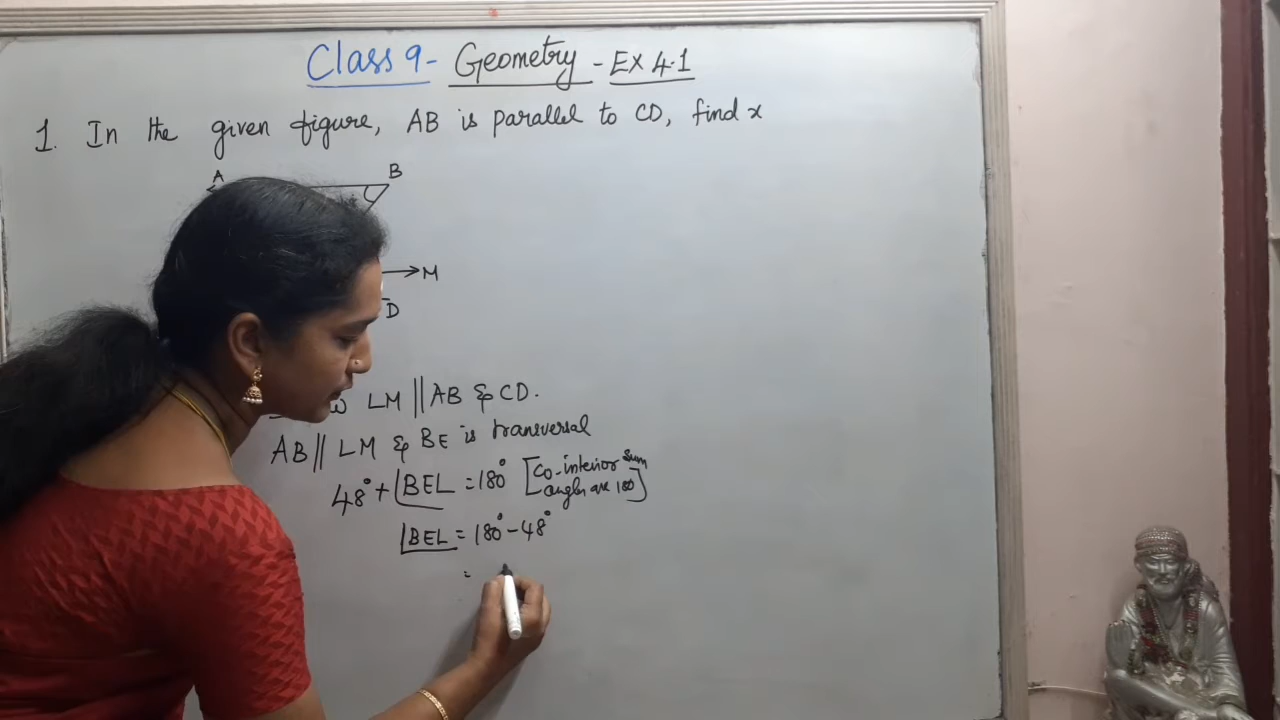 Class 9 - Geometry - Ex 4.1
1. In the given figure, AB is parallel to CD, find x
A B
M
D
LM || AB & CD.
AB || LM & BE is transversal
48° + ∠BEL = 180° [Co-interior angles sum are 180°]
∠BEL = 180° - 48°
=